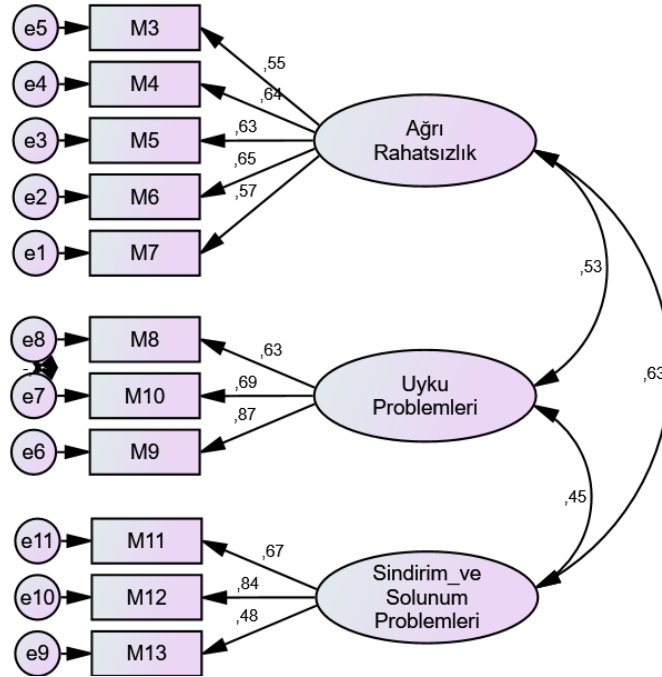 e5
M3
,55
e4
M4
,64
e3
M5
,63
Ağrı
Rahatsızlık
e2
M6
,65
e1
M7
,57
,53
,63
e8
M8
,63
e7
M10
,69
Uyku
Problemleri
e6
M9
,87
,45
e11
M11
,67
e10
M12
,84
Sindirim_ve
Solunum
Problemleri
e9
M13
,48